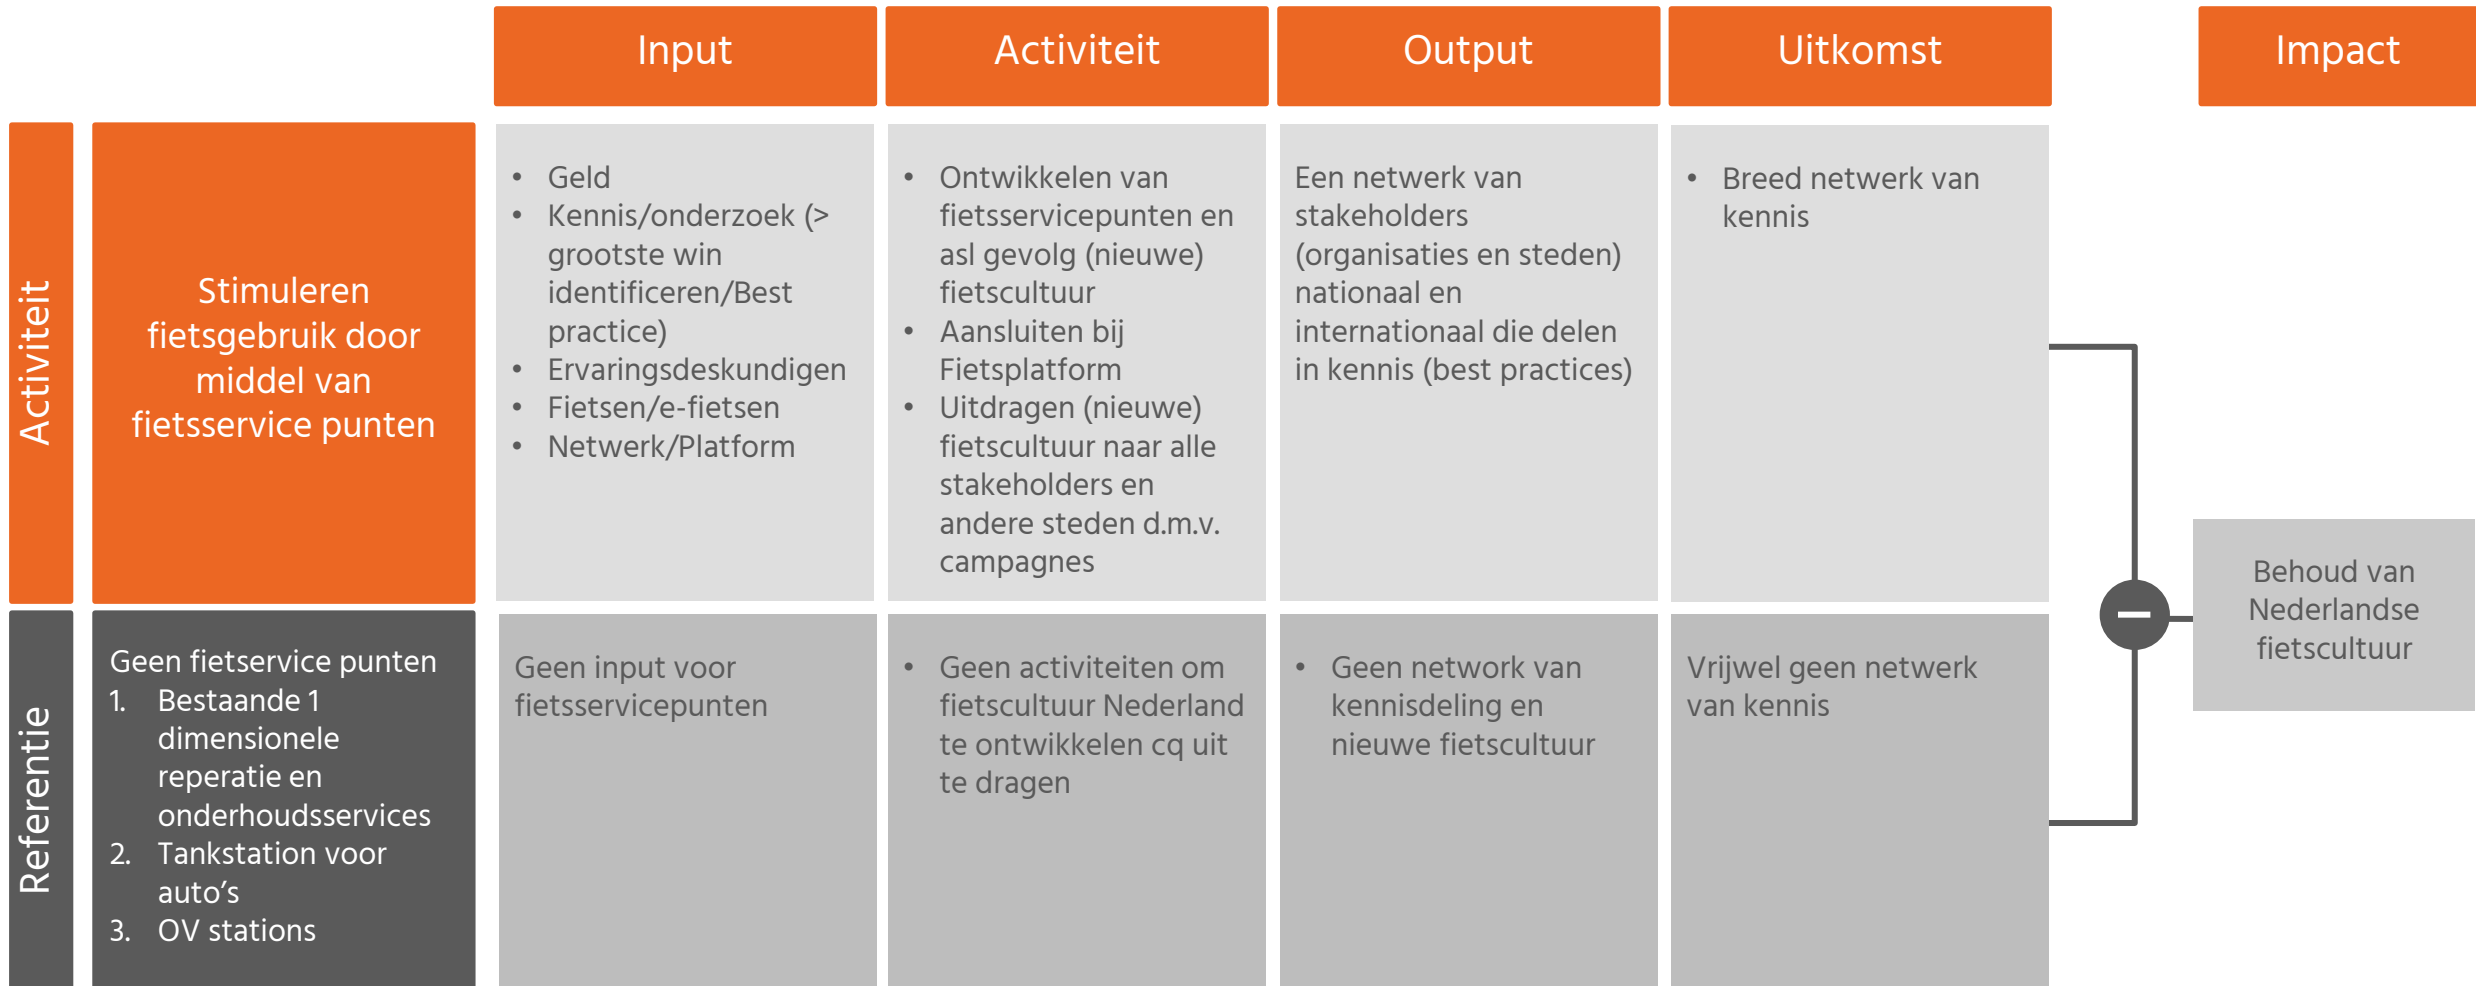 Input
Activiteit
Output
Uitkomst
Impact
Activiteit
Stimuleren
fietsgebruik door
middel van
fietsservice punten
• Geld
• Kennis/onderzoek (>
grootste win
identificeren/Best
practice)
• Ervaringsdeskundigen
• Fietsen/e-fietsen
• Netwerk/Platform
• Ontwikkelen van
fietsservicepunten en
asl gevolg (nieuwe)
fietscultuur
• Aansluiten bij
Fietsplatform
• Uitdragen (nieuwe)
fietscultuur naar alle
stakeholders en
andere steden d.m.v.
campagnes
Een netwerk van
stakeholders
(organisaties en steden)
nationaal en
internationaal die delen
in kennis (best practices)
• Breed netwerk van
kennis
Referentie
Geen fietservice punten
1. Bestaande 1
dimensionele
reperatie en
onderhoudsservices
2. Tankstation voor
auto’s
3. OV stations
Geen input voor
fietsservicepunten
• Geen activiteiten om
fietscultuur Nederland
te ontwikkelen cq uit
te dragen
• Geen network van
kennisdeling en
nieuwe fietscultuur
Vrijwel geen netwerk
van kennis
Behoud van
Nederlandse
fietscultuur